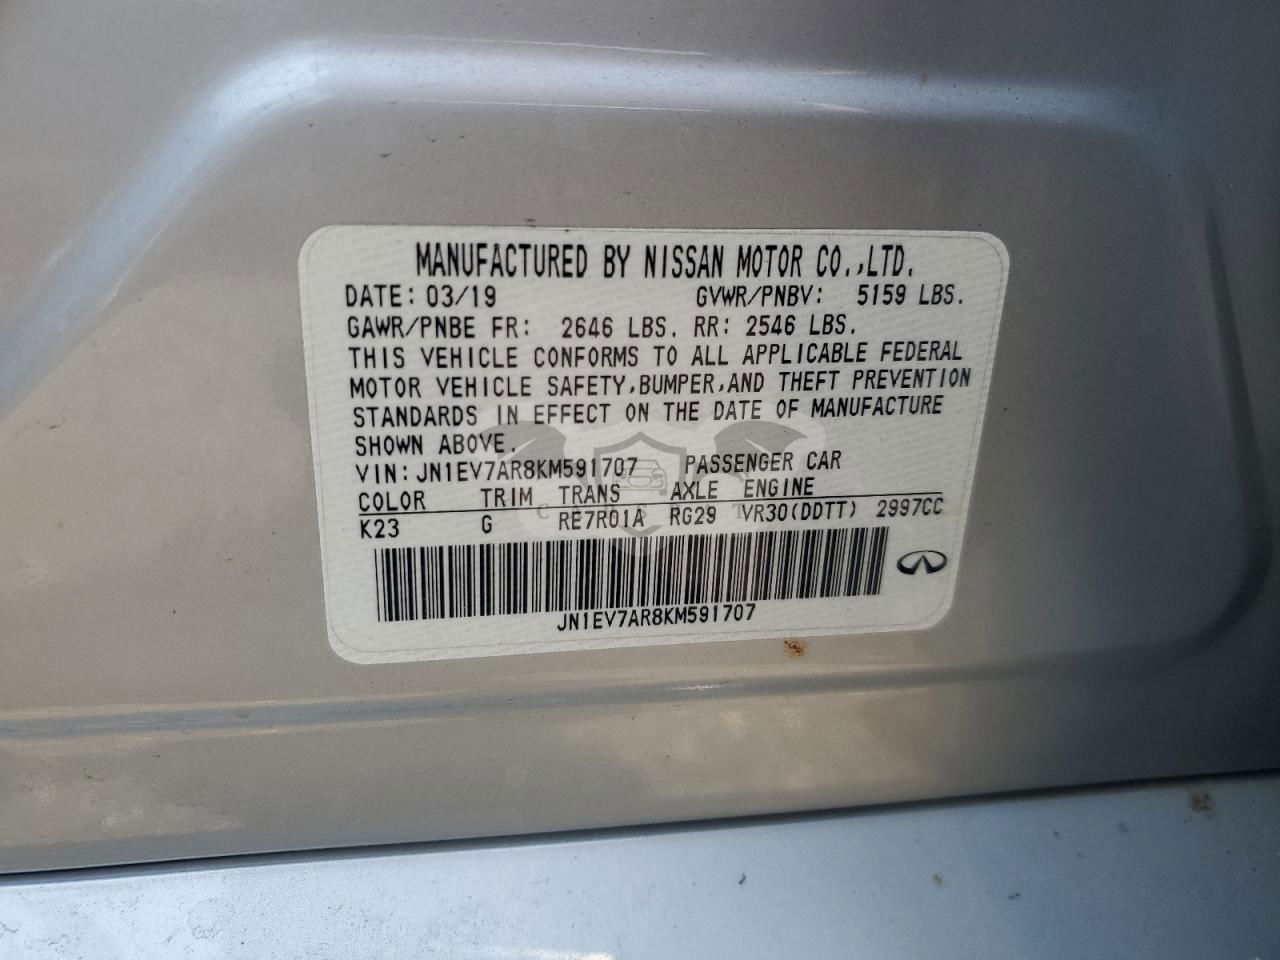 MANUFACTURED BY NISSAN MOTOR CO.,LTD.
DATE: 03/19 GVWR/PNBV: 5159 LBS.
GAWR/PNBE FR: 2646 LBS. RR: 2546 LBS.
THIS VEHICLE CONFORMS TO ALL APPLICABLE FEDERAL
MOTOR VEHICLE SAFETY,BUMPER,AND THEFT PREVENTION
STANDARDS IN EFFECT ON THE DATE OF MANUFACTURE
SHOWN ABOVE.
VIN:JN1EV7AR8KM591707 PASSENGER CAR
COLOR TRIM TRANS AXLE ENGINE
K23 G RE7R01A RG29 VR30(DDTT) 2997CC
JN1EV7AR8KM591707